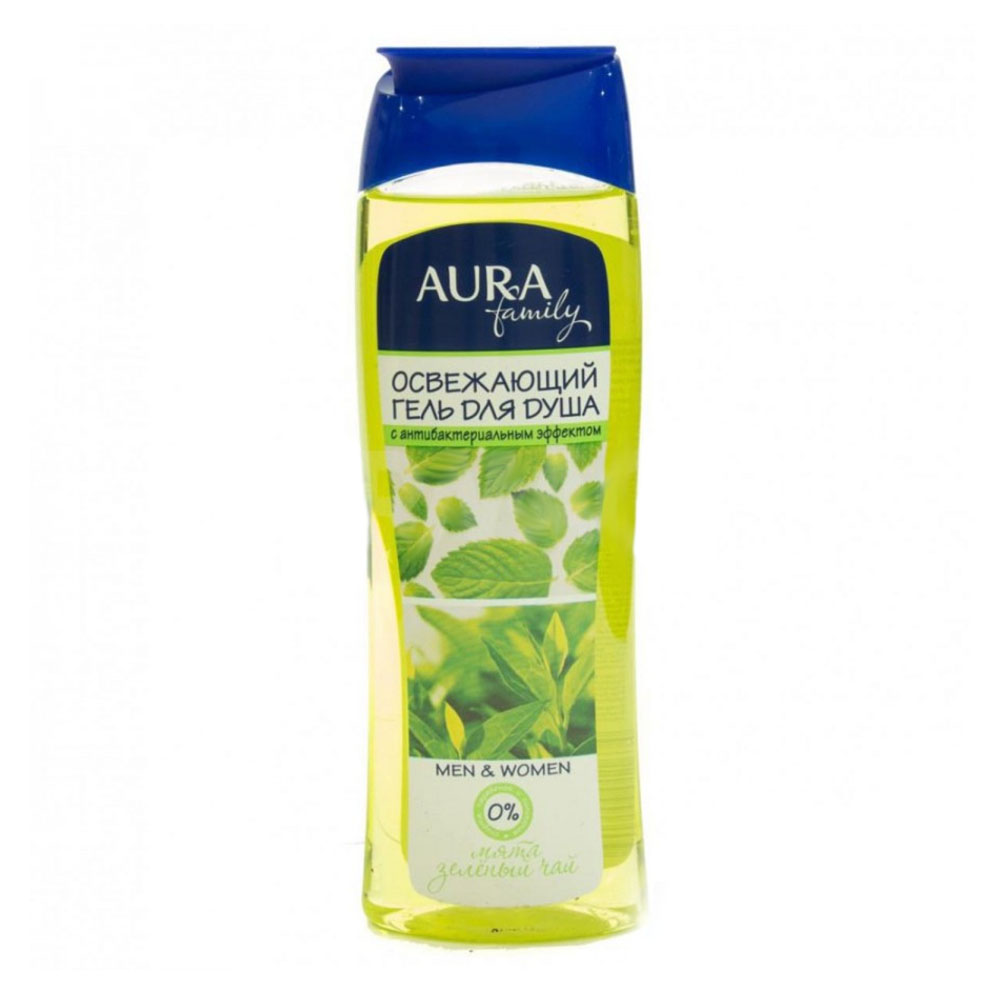 AURA
family
ОСВЕЖАЮЩИЙ
ГЕЛЬ ДЛЯ ДУША
с антибактериальным эффектом
MEN & WOMEN
0%
мята
зелёный чай